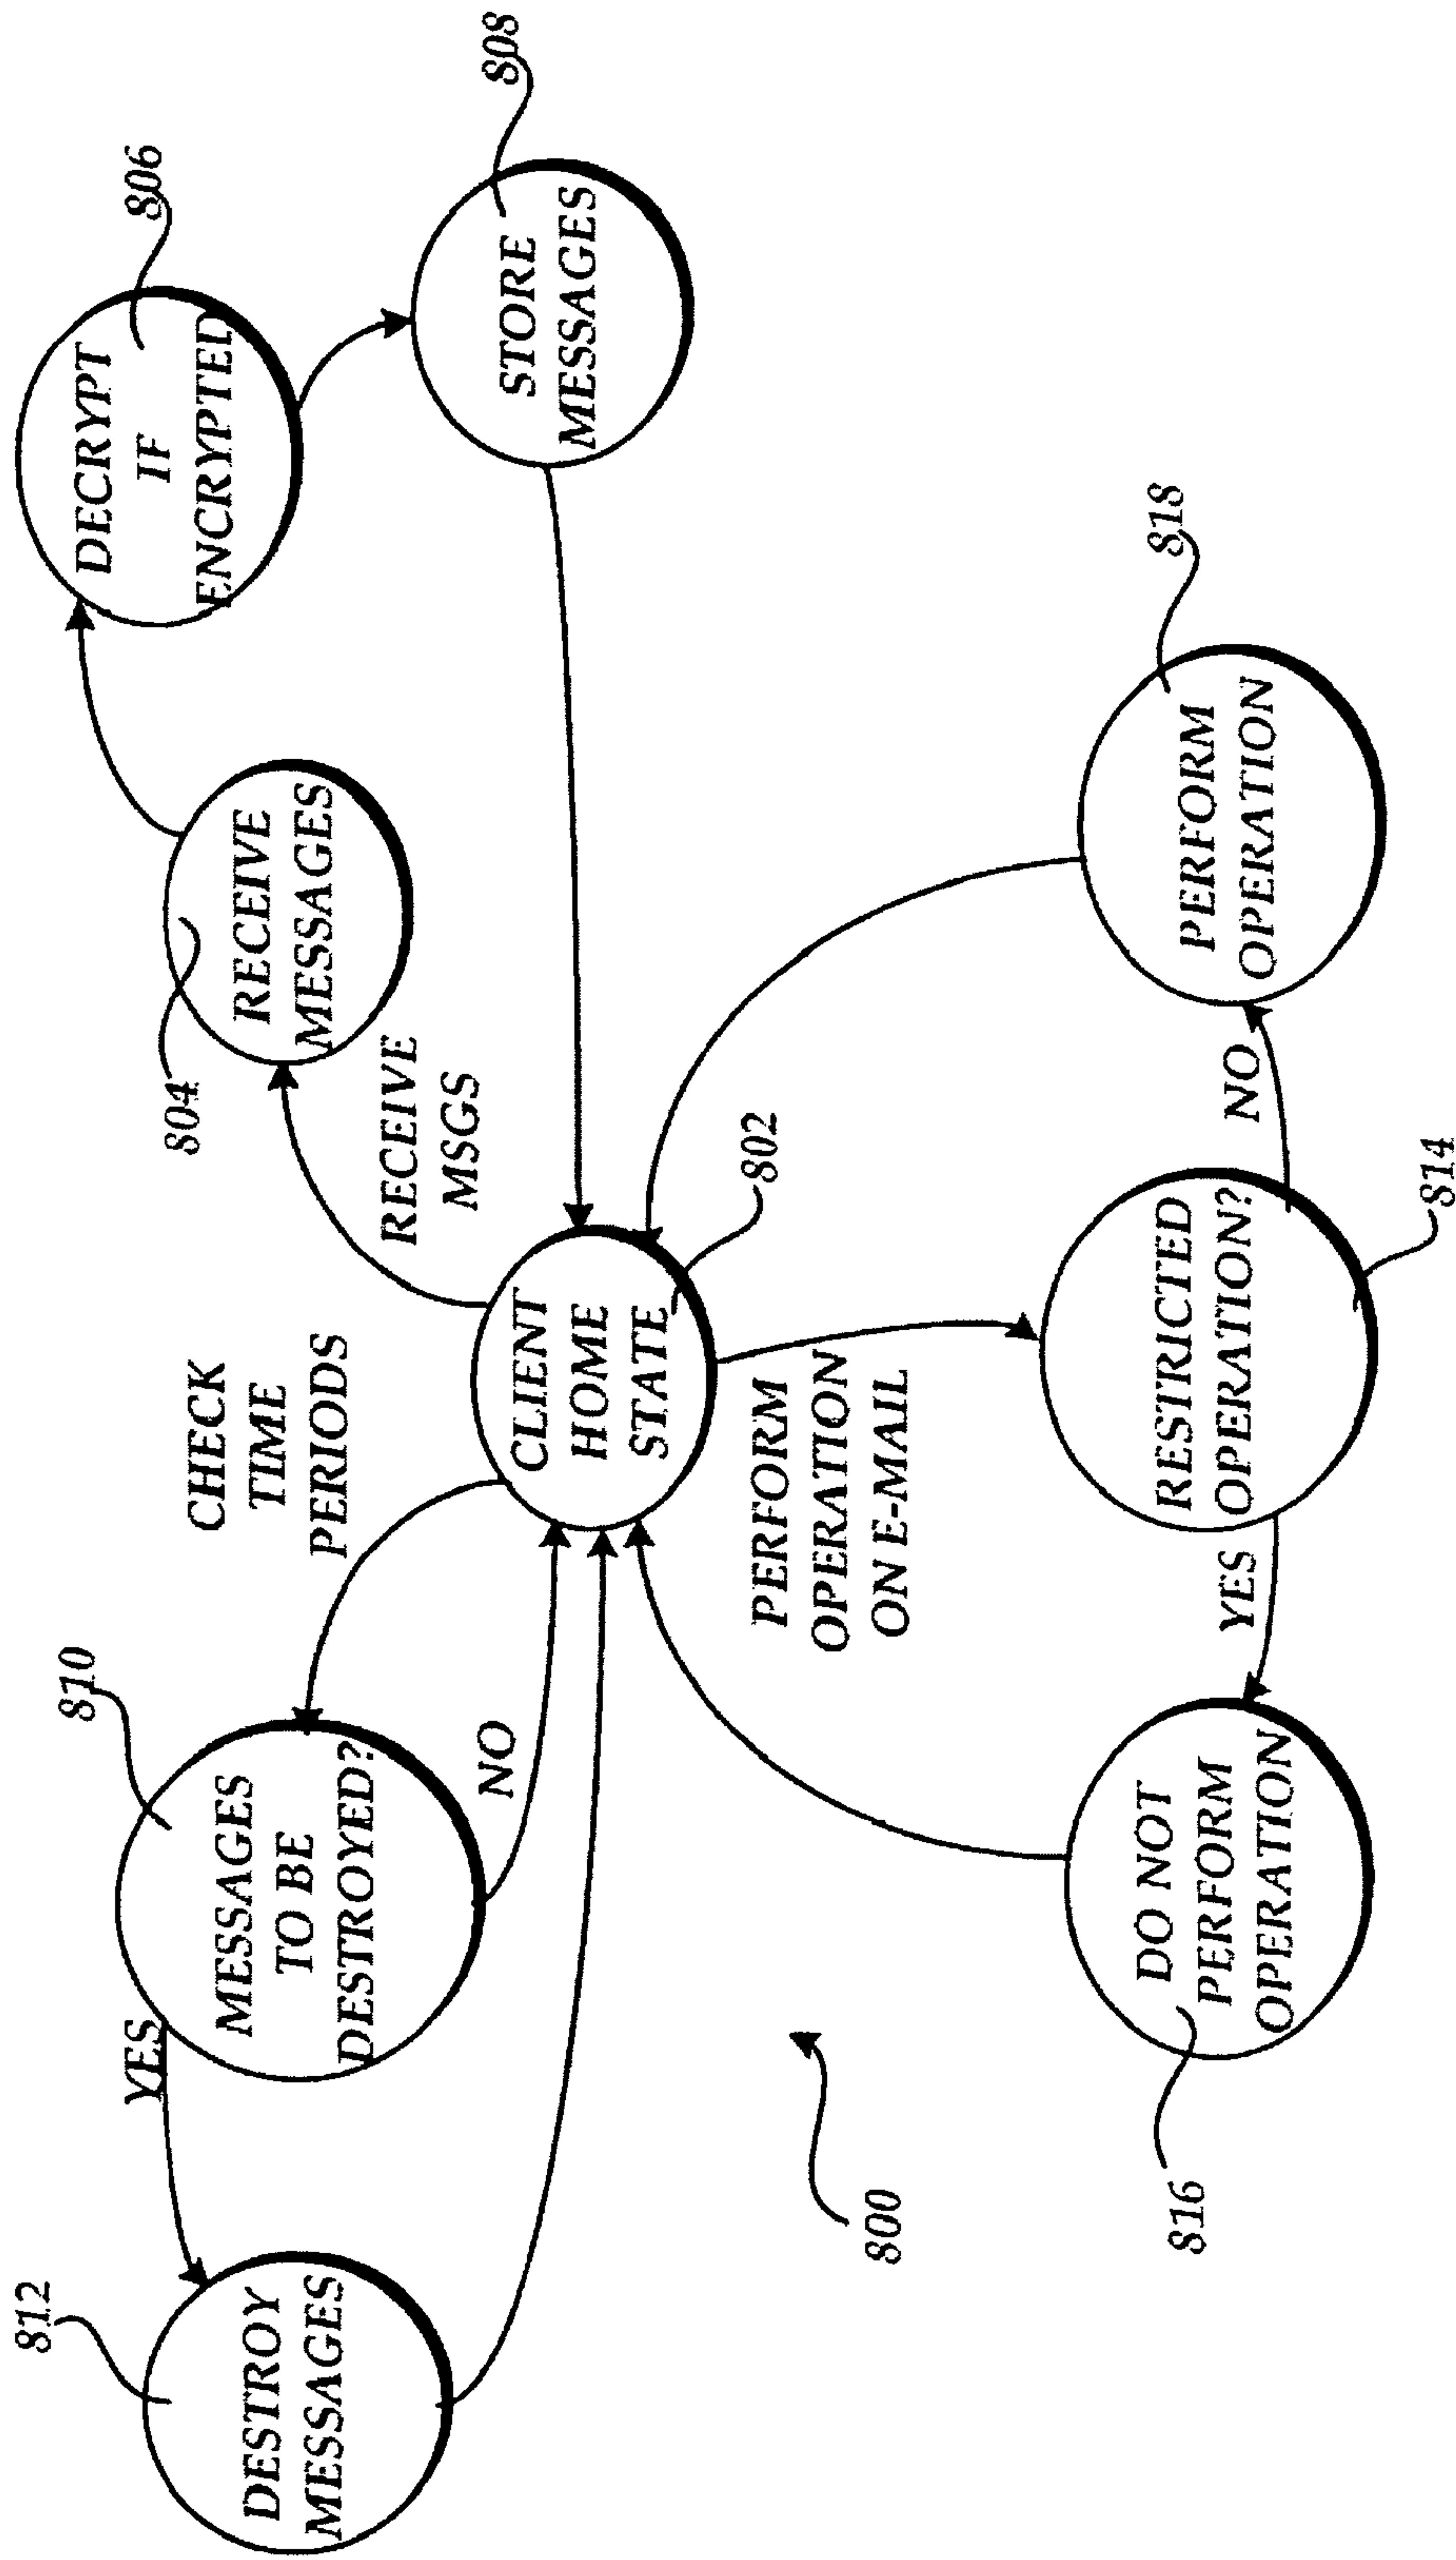 812
DESTROY
MESSAGES
YES
810
MESSAGES
TO BE
DESTROYED?
NO
CHECK
TIME
PERIODS
804
RECEIVE
MESSAGES
RECEIVE
MSGS
806
DECRYPT
IF
ENCRYPTED
808
STORE
MESSAGES
CLIENT
HOME
STATE
802
PERFORM
OPERATION
ON E-MAIL
800
816
DO NOT
PERFORM
OPERATION
YES
RESTRICTED
OPERATION?
814
NO
818
PERFORM
OPERATION